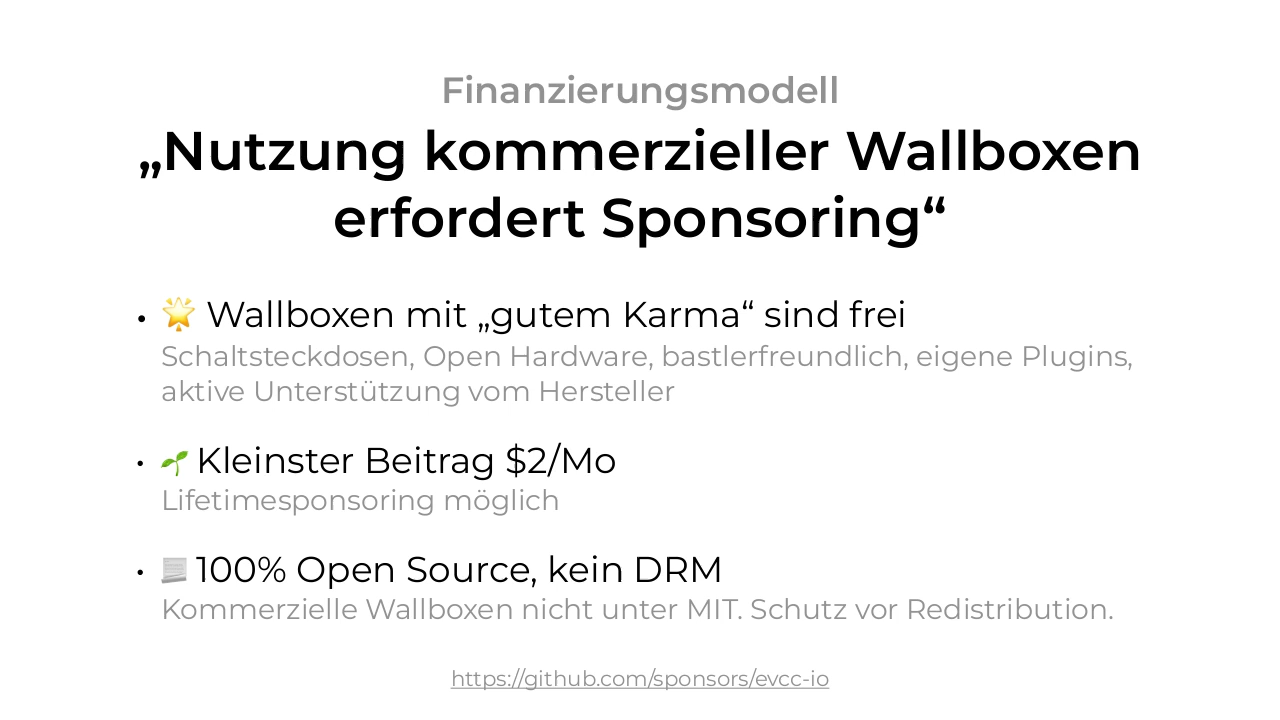 Finanzierungsmodell
„Nutzung kommerzieller Wallboxen
erfordert Sponsoring“
• 🌟 Wallboxen mit „gutem Karma“ sind frei
Schaltsteckdosen, Open Hardware, bastlerfreundlich, eigene Plugins,
aktive Unterstützung vom Hersteller
• 🌱 Kleinster Beitrag $2/Mo
Lifetimesponsoring möglich
• 📃 100% Open Source, kein DRM
Kommerzielle Wallboxen nicht unter MIT. Schutz vor Redistribution.
https://github.com/sponsors/evcc-io